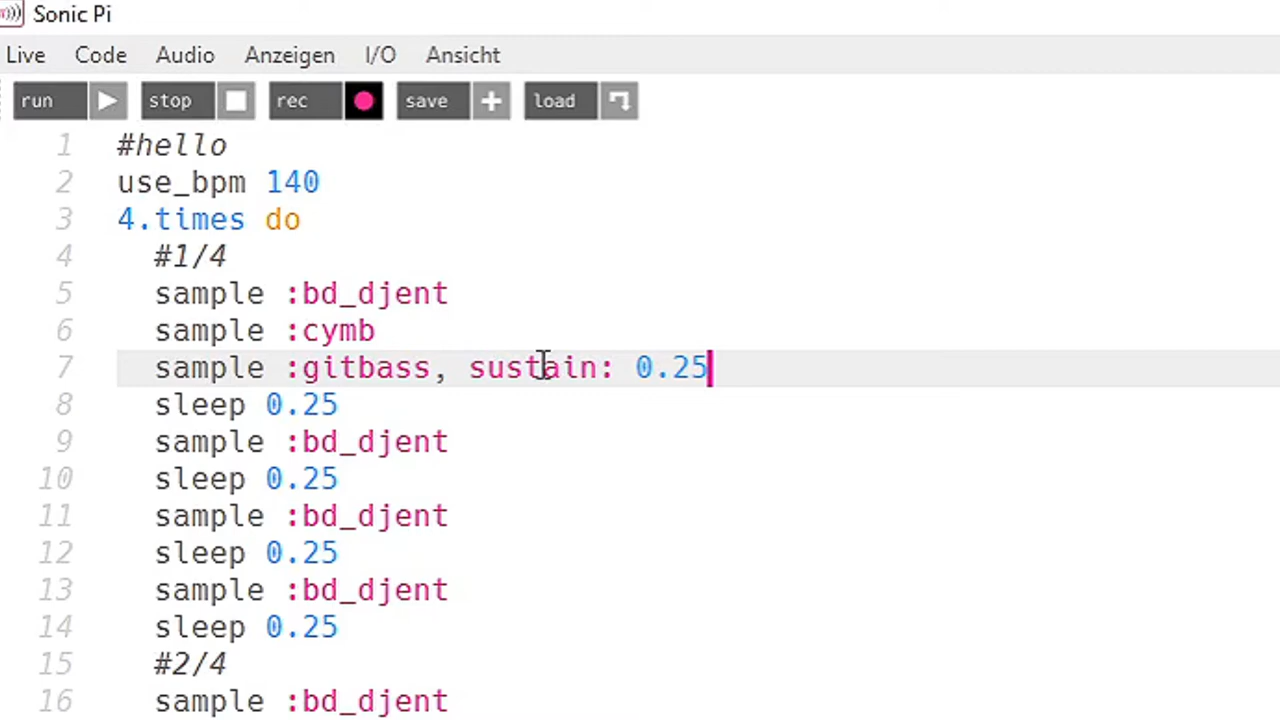 Sonic Pi
Live Code Audio Anzeigen I/O Ansicht
run stop rec save load
1 #hello
2 use_bpm 140
3 4.times do
4 #1/4
5 sample :bd_djent
6 sample :cymb
7 sample :gitbass, sustain: 0.25
8 sleep 0.25
9 sample :bd_djent
10 sleep 0.25
11 sample :bd_djent
12 sleep 0.25
13 sample :bd_djent
14 sleep 0.25
15 #2/4
16 sample :bd_djent